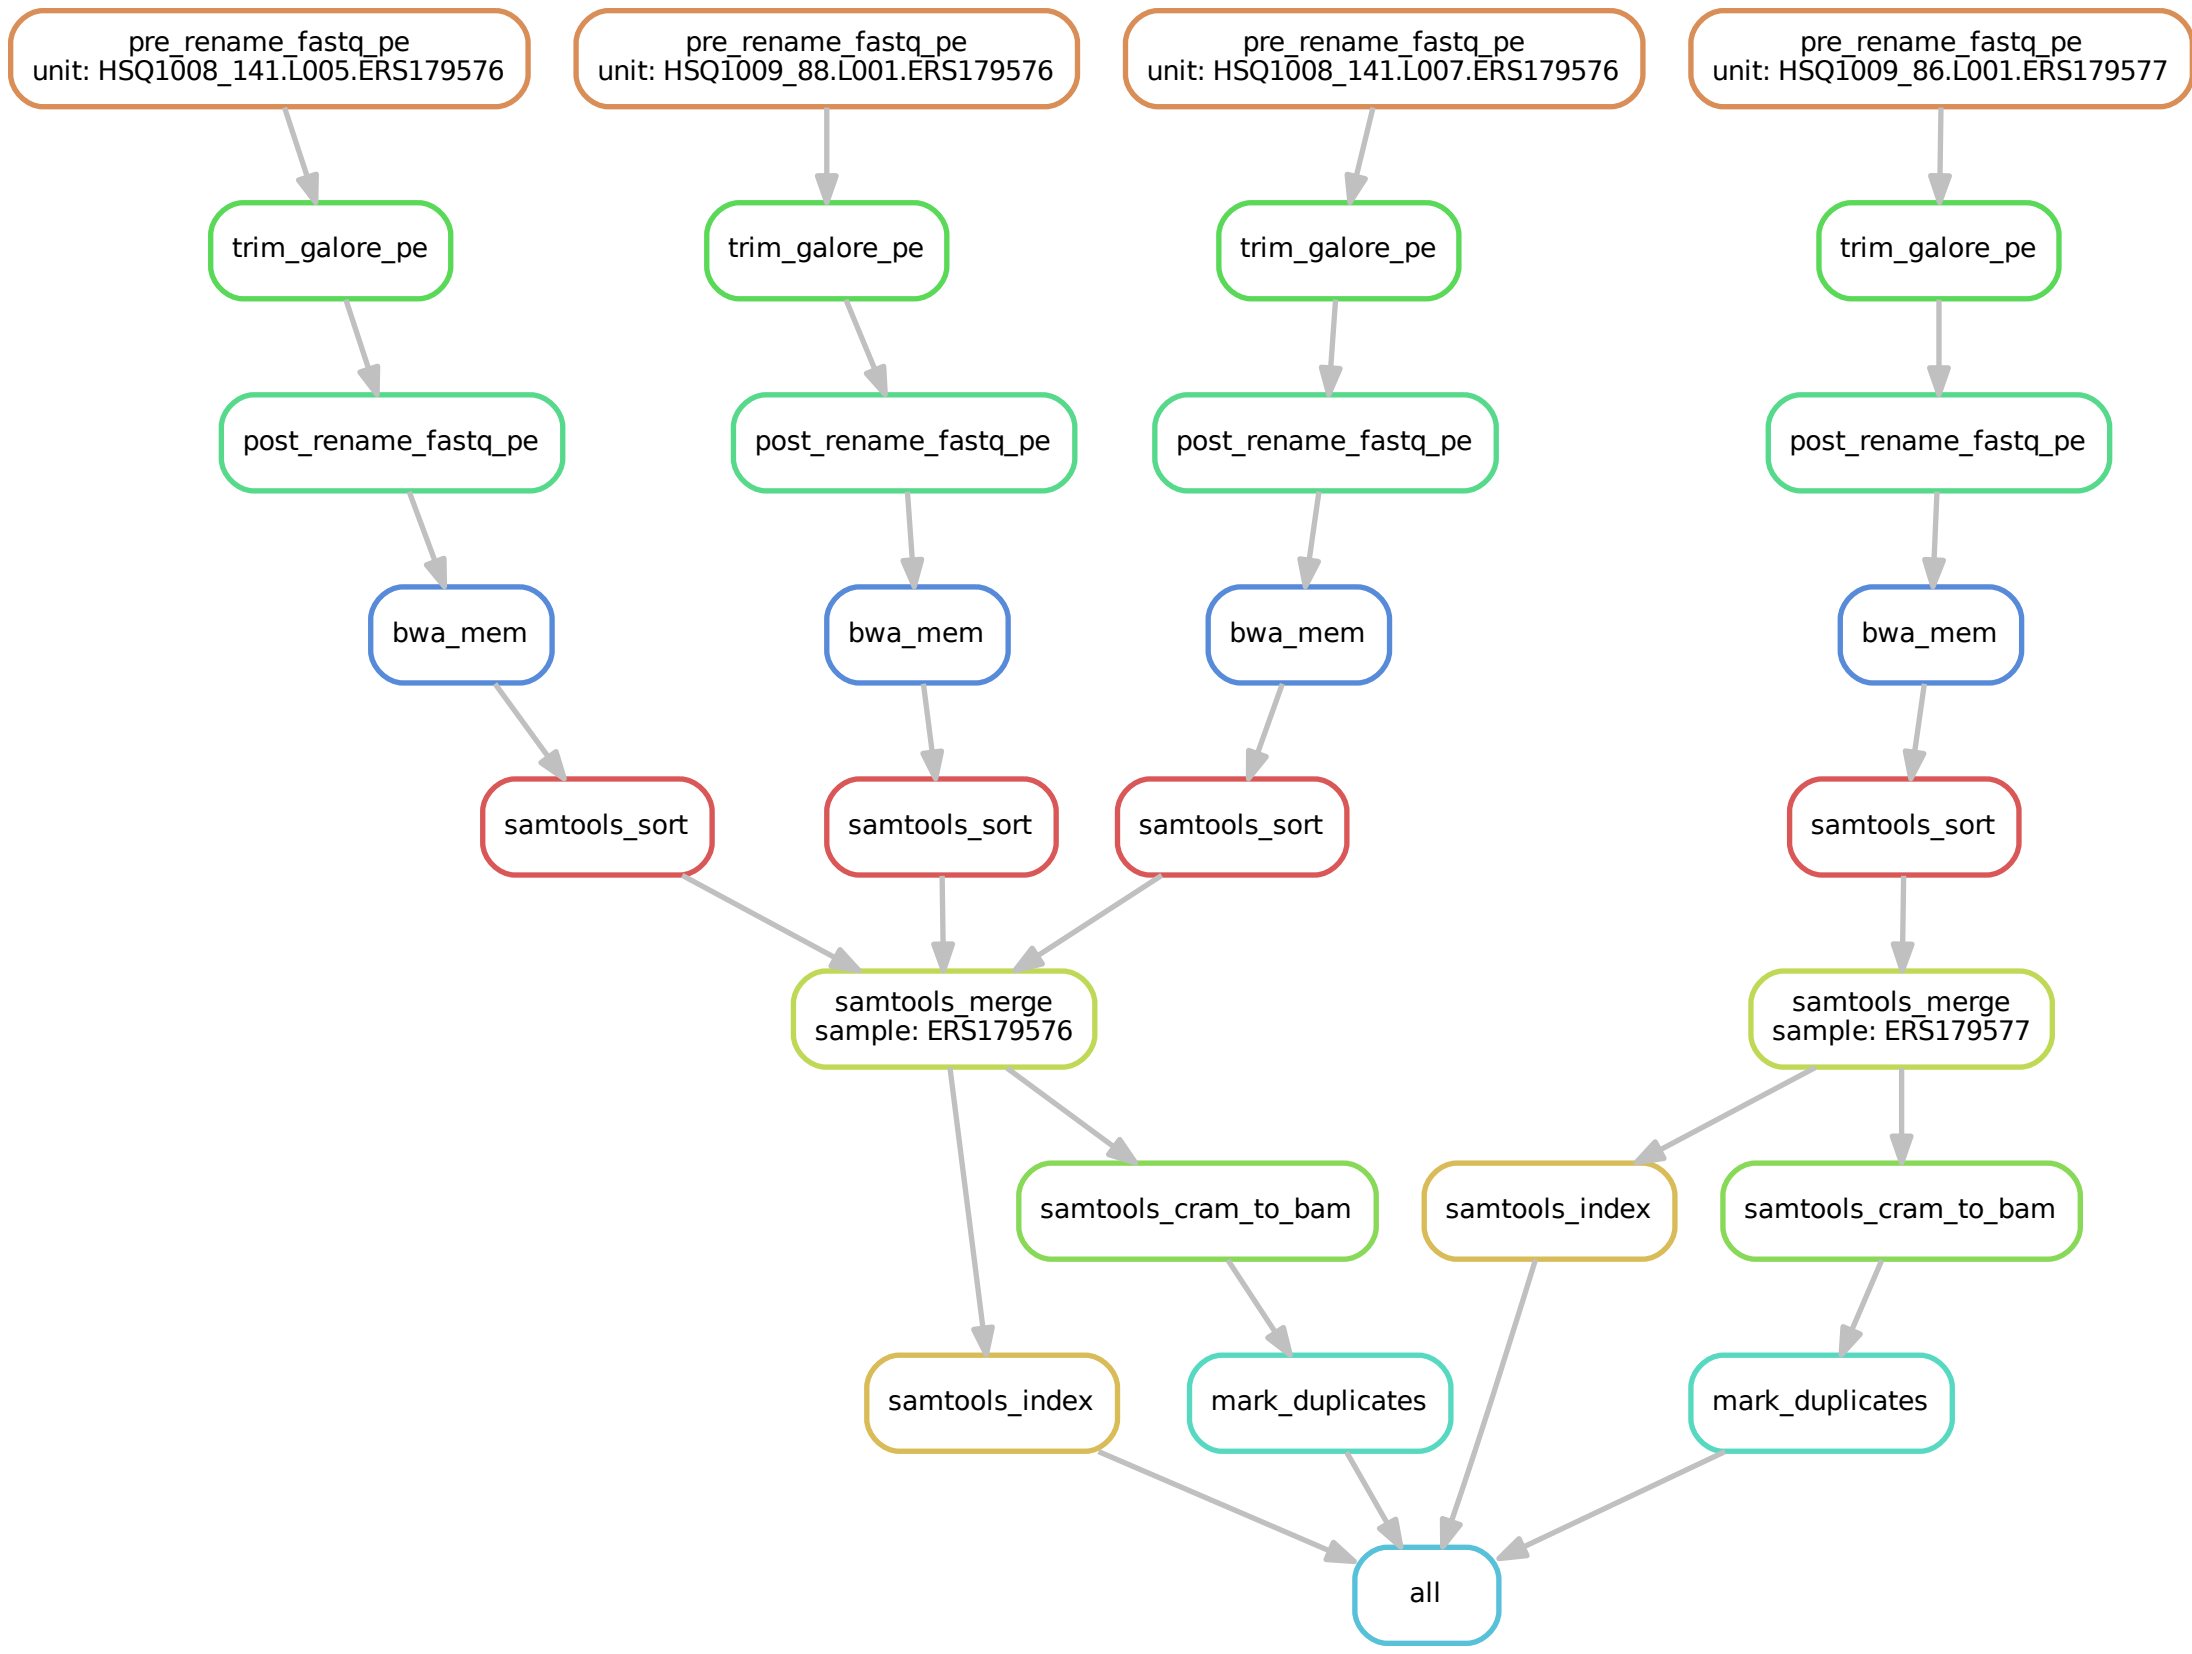 pre_rename_fastq_pe
unit: HSQ1008_141.L005.ERS179576
pre_rename_fastq_pe
unit: HSQ1009_88.L001.ERS179576
pre_rename_fastq_pe
unit: HSQ1008_141.L007.ERS179576
pre_rename_fastq_pe
unit: HSQ1009_86.L001.ERS179577
trim_galore_pe
trim_galore_pe
trim_galore_pe
trim_galore_pe
post_rename_fastq_pe
post_rename_fastq_pe
post_rename_fastq_pe
post_rename_fastq_pe
bwa_mem
bwa_mem
bwa_mem
bwa_mem
samtools_sort
samtools_sort
samtools_sort
samtools_sort
samtools_merge
sample: ERS179576
samtools_merge
sample: ERS179577
samtools_cram_to_bam
samtools_index
samtools_cram_to_bam
samtools_index
mark_duplicates
mark_duplicates
all